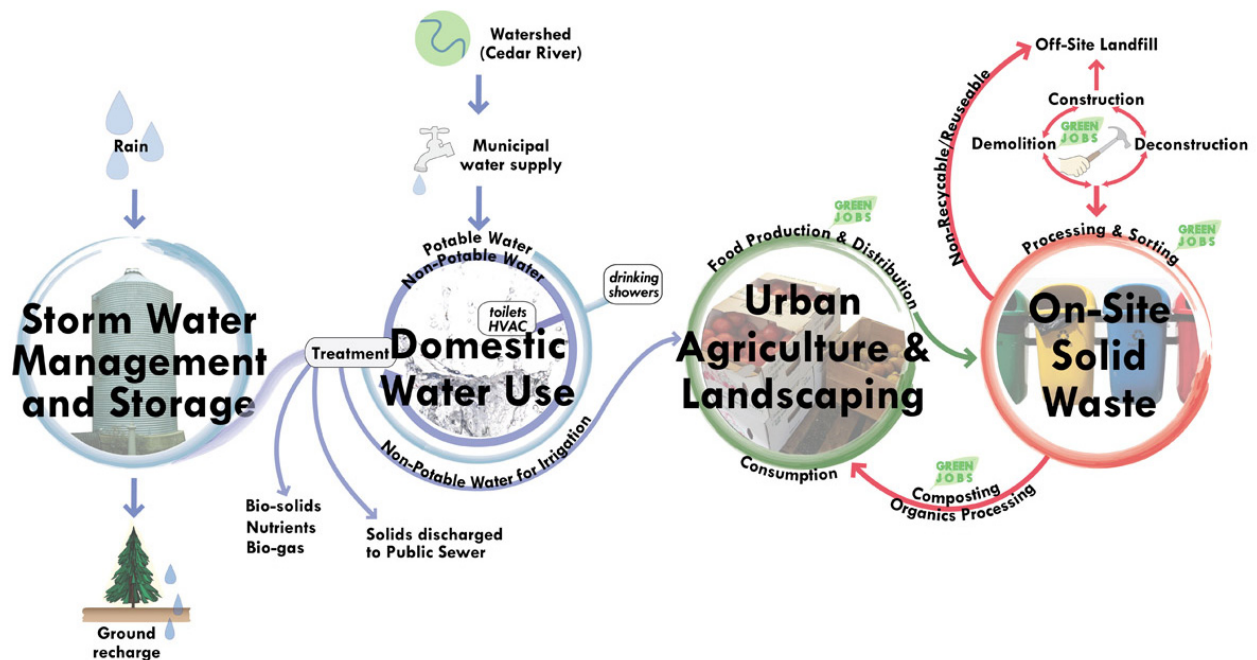 Rain
Storm Water
Management
and Storage
Ground
recharge
Watershed
(Cedar River)
Municipal
water supply
Potable Water
Non-Potable Water
drinking
showers
toilets
HVAC
Treatment
Domestic
Water Use
Non-Potable Water for Irrigation
Bio-solids
Nutrients
Bio-gas
Solids discharged
to Public Sewer
GREEN
JOBS
Food Production & Distribution
Urban
Agriculture &
Landscaping
Consumption
GREEN
JOBS
Composting
Organics Processing
Off-Site Landfill
Non-Recycable/Reuseable
Construction
Demolition
GREEN
JOBS
Deconstruction
Processing & Sorting
GREEN
JOBS
On-Site
Solid
Waste